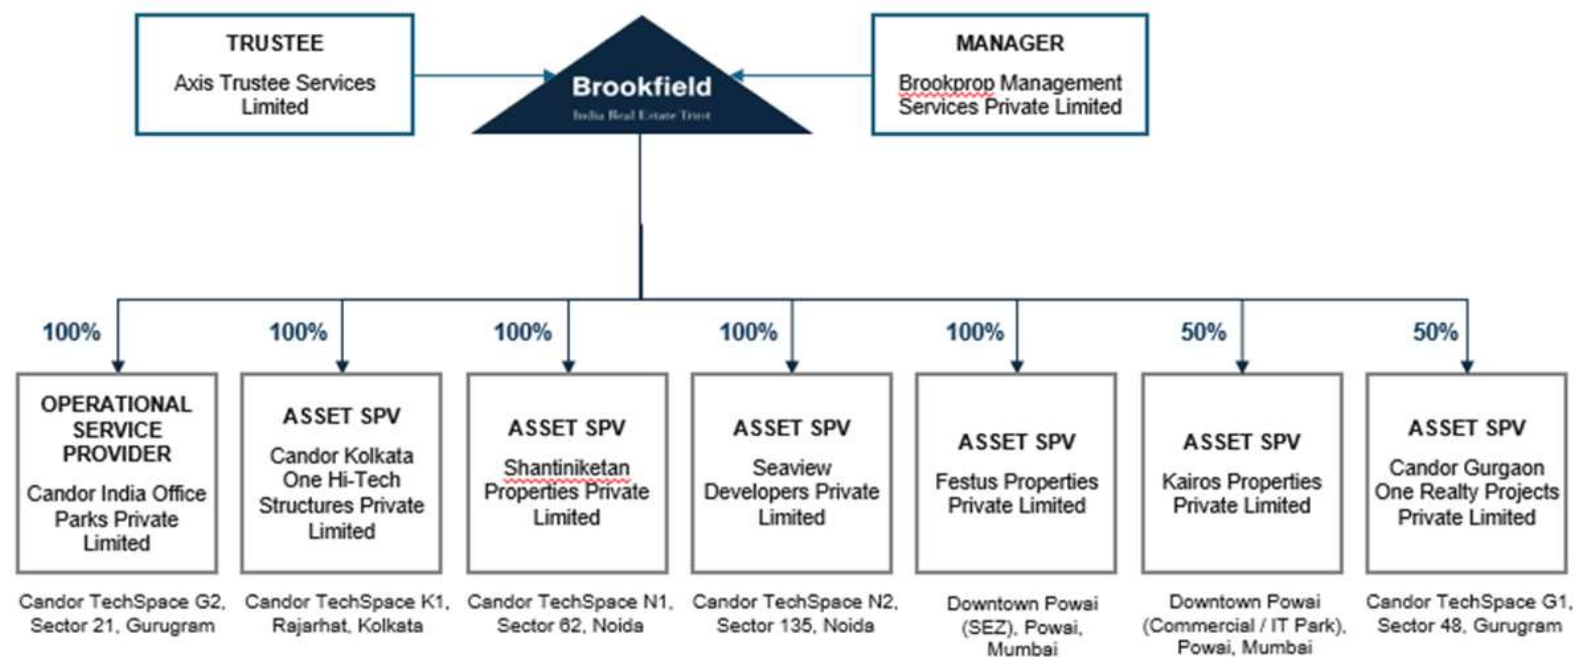 TRUSTEE
Axis Trustee Services
Limited
Brookfield
India Real Estate Trust
MANAGER
Brookprop Management
Services Private Limited
100%
100%
100%
100%
100%
50%
50%
OPERATIONAL
SERVICE
PROVIDER
Candor India Office
Parks Private
Limited
ASSET SPV
Candor Kolkata
One Hi-Tech
Structures Private
Limited
ASSET SPV
Shantiniketan
Properties Private
Limited
ASSET SPV
Seaview
Developers Private
Limited
ASSET SPV
Festus Properties
Private Limited
ASSET SPV
Kairos Properties
Private Limited
ASSET SPV
Candor Gurgaon
One Realty Projects
Private Limited
Candor TechSpace G2,
Sector 21, Gurugram
Candor TechSpace K1,
Rajarhat, Kolkata
Candor TechSpace N1,
Sector 62, Noida
Candor TechSpace N2,
Sector 135, Noida
Downtown Powai
(SEZ), Powai,
Mumbai
Downtown Powai
(Commercial / IT Park),
Powai, Mumbai
Candor TechSpace G1,
Sector 48, Gurugram